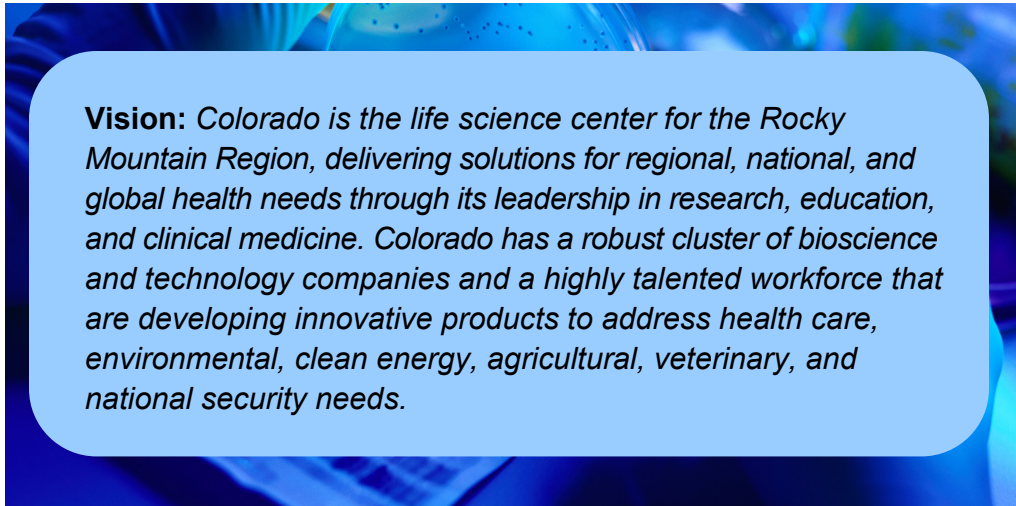 Vision: Colorado is the life science center for the Rocky
Mountain Region, delivering solutions for regional, national, and
global health needs through its leadership in research, education,
and clinical medicine. Colorado has a robust cluster of bioscience
and technology companies and a highly talented workforce that
are developing innovative products to address health care,
environmental, clean energy, agricultural, veterinary, and
national security needs.